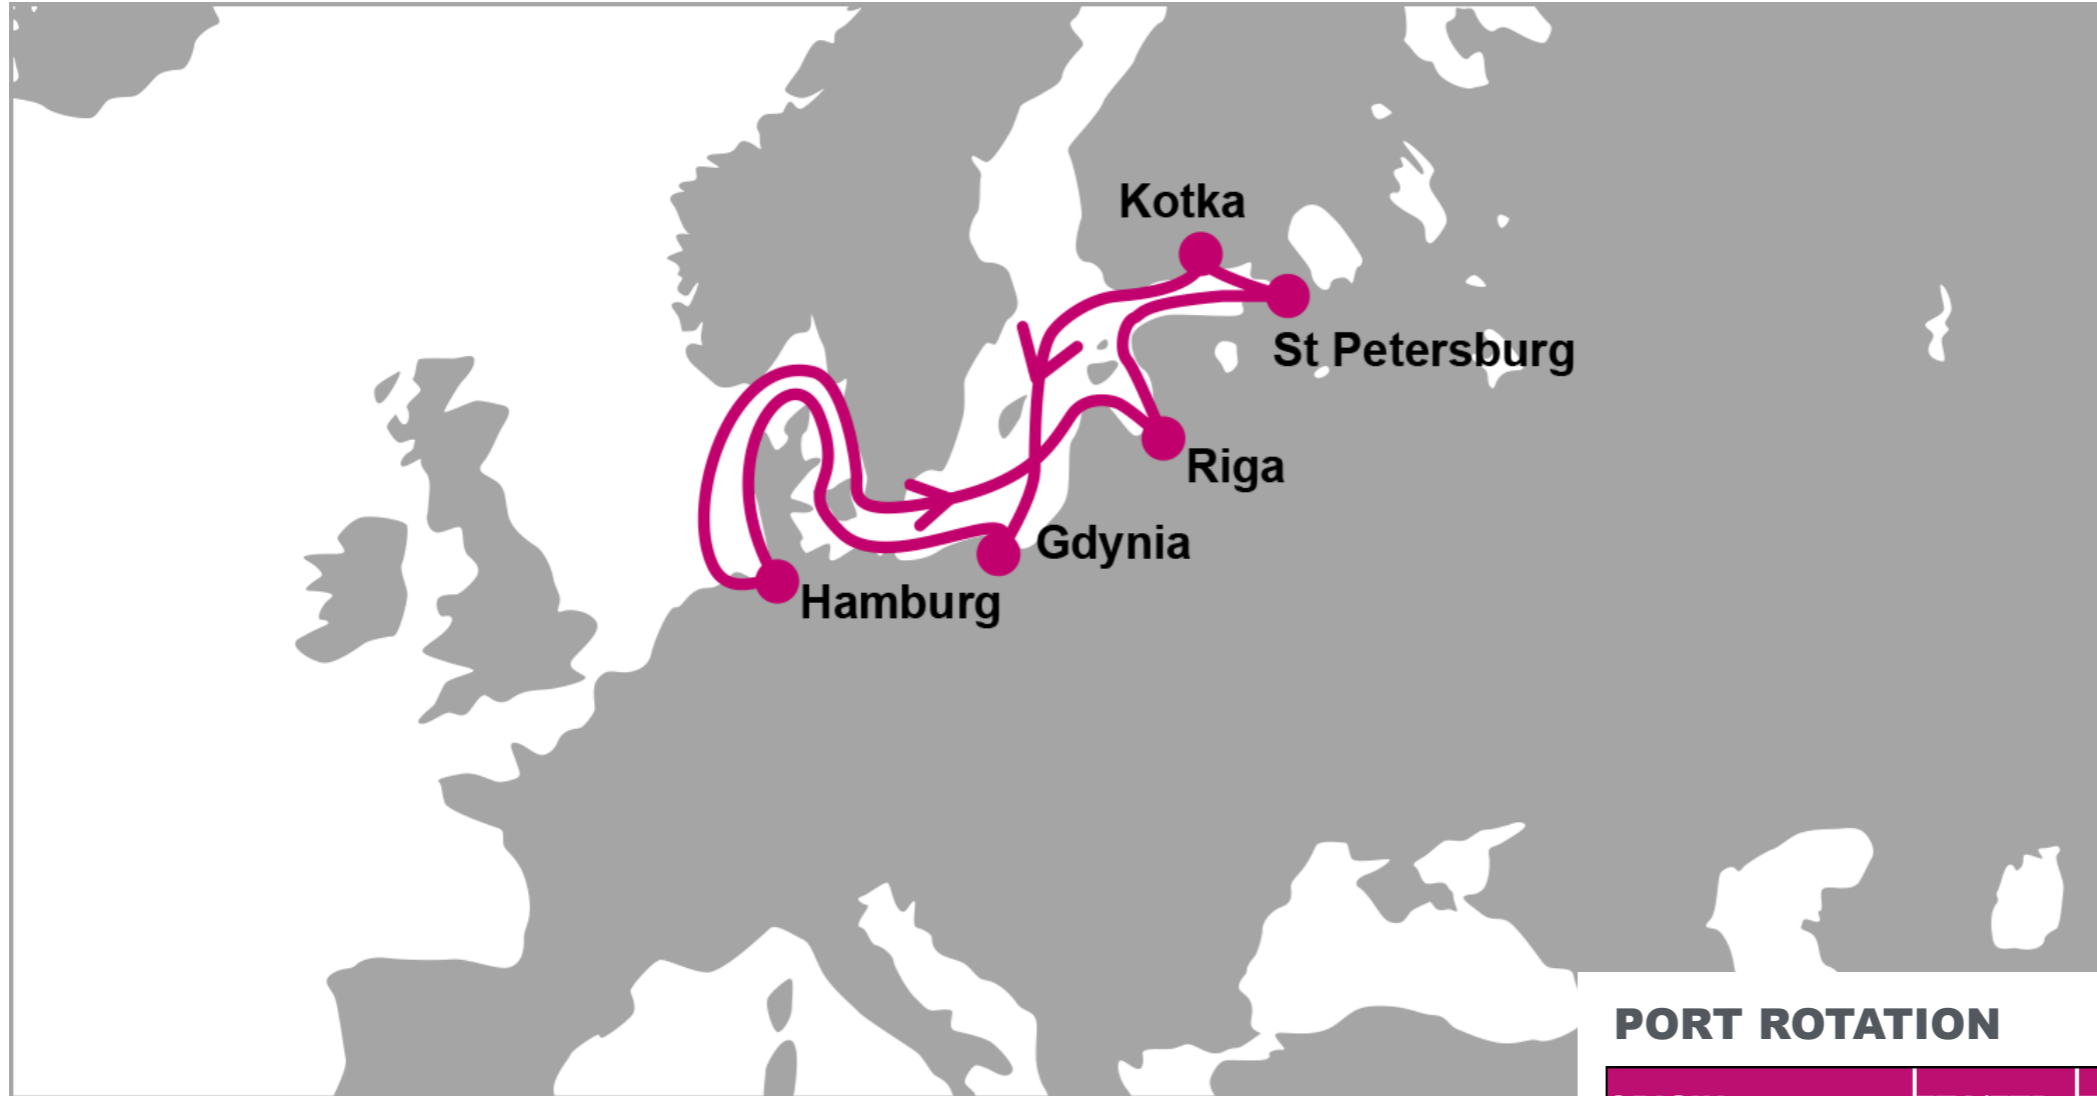 Kotka
St Petersburg
Riga
Gdynia
Hamburg
PORT ROTATION